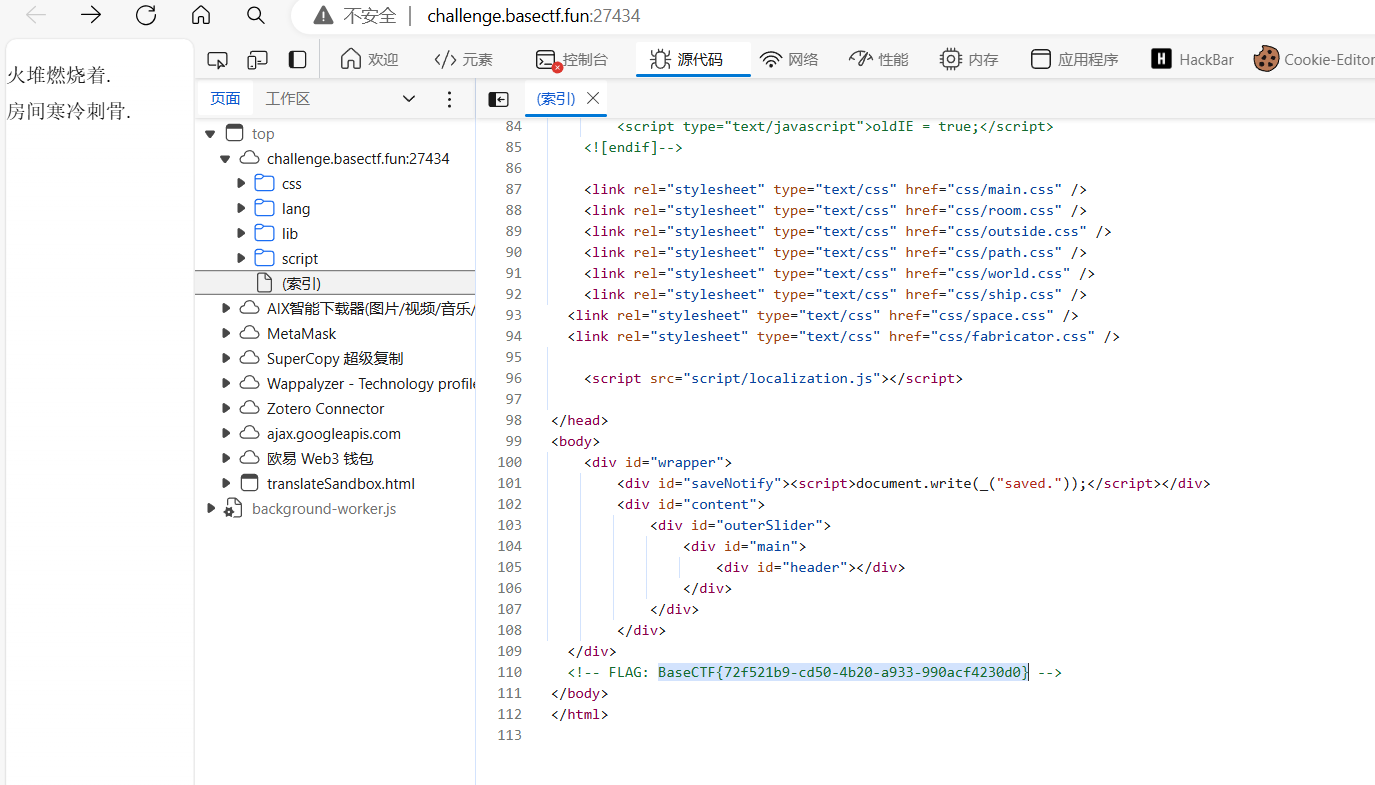 不安全 | challenge.basectf.fun:27434
火堆燃烧着.
房间寒冷刺骨.
欢迎 </> 元素 控制台 源代码 网络 性能 内存 应用程序 H HackBar Cookie-Editor
页面 工作区
top
challenge.basectf.fun:27434
css
lang
lib
script
(索引)
AIX智能下载器(图片/视频/音乐/
MetaMask
SuperCopy 超级复制
Wappalyzer - Technology profile
Zotero Connector
ajax.googleapis.com
欧易 Web3 钱包
translateSandbox.html
background-worker.js
(索引)
84 <script type="text/javascript">oldIE = true;</script>
85 <![endif]-->
86
87 <link rel="stylesheet" type="text/css" href="css/main.css" />
88 <link rel="stylesheet" type="text/css" href="css/room.css" />
89 <link rel="stylesheet" type="text/css" href="css/outside.css" />
90 <link rel="stylesheet" type="text/css" href="css/path.css" />
91 <link rel="stylesheet" type="text/css" href="css/world.css" />
92 <link rel="stylesheet" type="text/css" href="css/ship.css" />
93 <link rel="stylesheet" type="text/css" href="css/space.css" />
94 <link rel="stylesheet" type="text/css" href="css/fabricator.css" />
95
96 <script src="script/localization.js"></script>
97
98 </head>
99 <body>
100 <div id="wrapper">
101 <div id="saveNotify"><script>document.write(_("saved."));</script></div>
102 <div id="content">
103 <div id="outerSlider">
104 <div id="main">
105 <div id="header"></div>
106 </div>
107 </div>
108 </div>
109 </div>
110 <!-- FLAG: BaseCTF{72f521b9-cd50-4b20-a933-990acf4230d0} -->
111 </body>
112 </html>
113